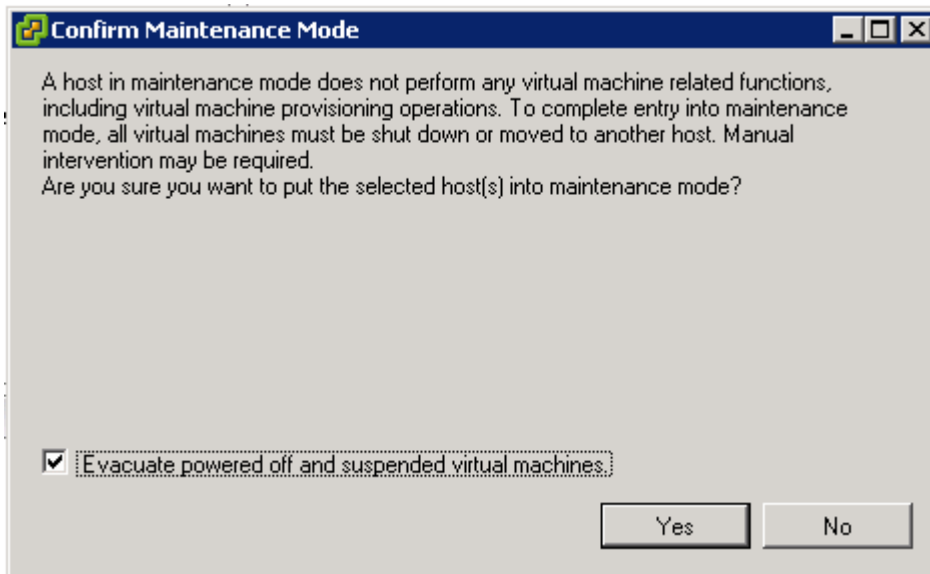 Confirm Maintenance Mode
A host in maintenance mode does not perform any virtual machine related functions,
including virtual machine provisioning operations. To complete entry into maintenance
mode, all virtual machines must be shut down or moved to another host. Manual
intervention may be required.
Are you sure you want to put the selected host(s) into maintenance mode?
Evacuate powered off and suspended virtual machines.
Yes No